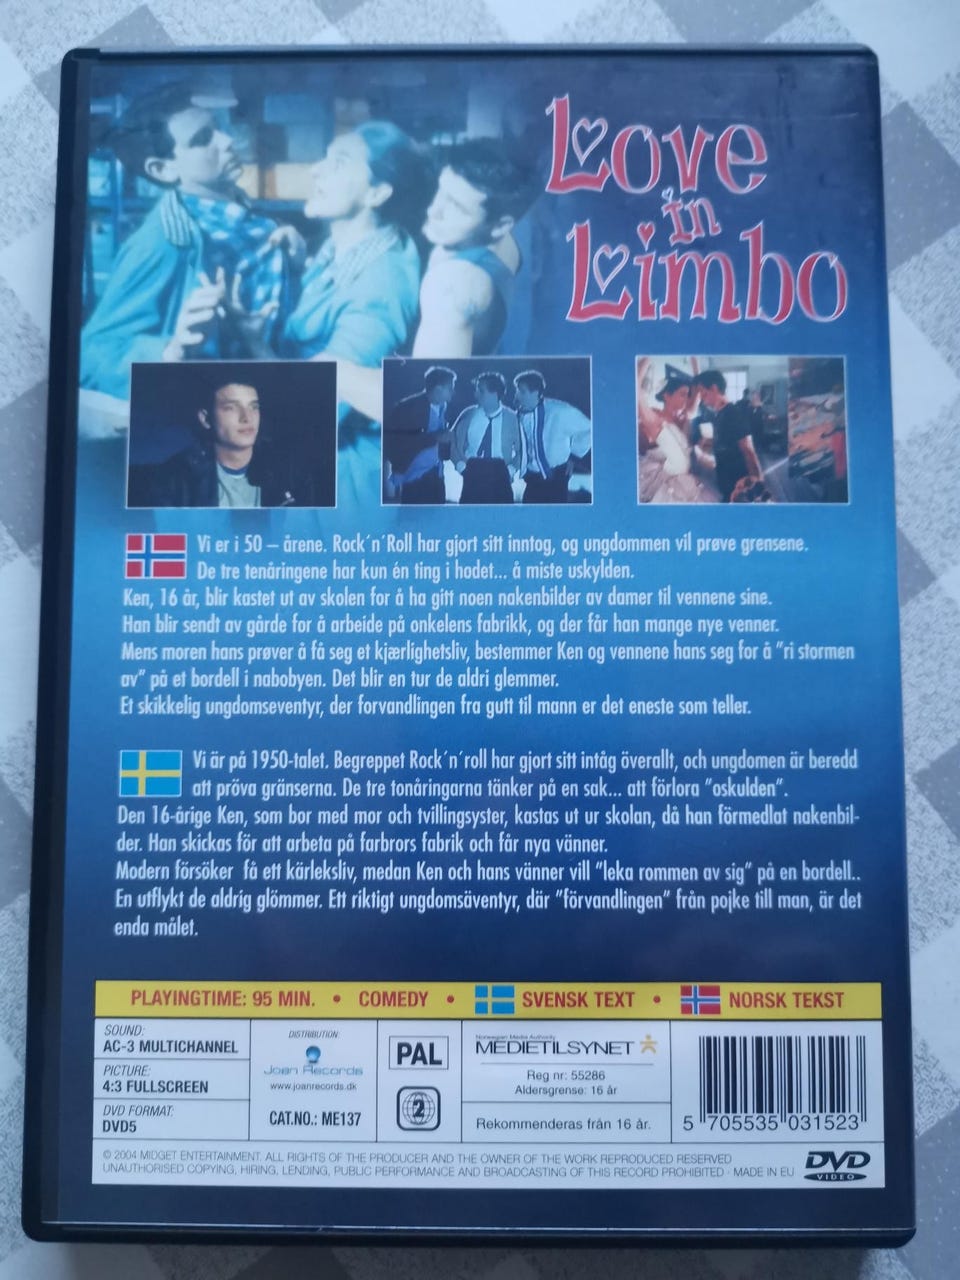 Love
in
Limbo
Vi er i 50 – årene. Rock´n´Roll har gjort sitt inntog, og ungdommen vil prøve grensene.
De tre tenåringene har kun én ting i hodet... å miste uskylden.
Ken, 16 år, blir kastet ut av skolen for å ha gitt noen nakenbilder av damer til vennene sine.
Han blir sendt av gårde for å arbeide på onkelens fabrikk, og der får han mange nye venner.
Mens moren hans prøver å få seg et kjærlighetsliv, bestemmer Ken og vennene hans seg for å "ri stormen
av" på et bordell i nabobyen. Det blir en tur de aldri glemmer.
Et skikkelig ungdomseventyr, der forvandlingen fra gutt til mann er det eneste som teller.
Vi är på 1950-talet. Begreppet Rock´n´roll har gjort sitt intåg överallt, och ungdomen är beredd
att pröva gränserna. De tre tonåringarna tänker på en sak... att förlora "oskulden".
Den 16-årige Ken, som bor med mor och tvillingsyster, kastas ut ur skolan, då han förmedlat nakenbil-
der. Han skickas för att arbeta på farbrors fabrik och får nya vänner.
Modern försöker få ett kärleksliv, medan Ken och hans vänner vill "leka rommen av sig" på en bordell..
En utflykt de aldrig glömmer. Ett riktigt ungdomsäventyr, där "förvandlingen" från pojke till man, är det
enda målet.
PLAYINGTIME: 95 MIN. • COMEDY • SVENSK TEXT • NORSK TEKST
SOUND:
AC-3 MULTICHANNEL
PICTURE:
4:3 FULLSCREEN
DVD FORMAT:
DVD5
DISTRIBUTION:
Joan Records
www.joanrecords.dk
CAT.NO.: ME137
PAL
2
Norwegian Media Authority
MEDIETILSYNET
Reg nr: 55286
Aldersgrense: 16 år
Rekommenderas från 16 år.
5 705535 031523
© 2004 MIDGET ENTERTAINMENT. ALL RIGHTS OF THE PRODUCER AND THE OWNER OF THE WORK REPRODUCED RESERVED
UNAUTHORISED COPYING, HIRING, LENDING, PUBLIC PERFORMANCE AND BROADCASTING OF THIS RECORD PROHIBITED · MADE IN EU
DVD
VIDEO